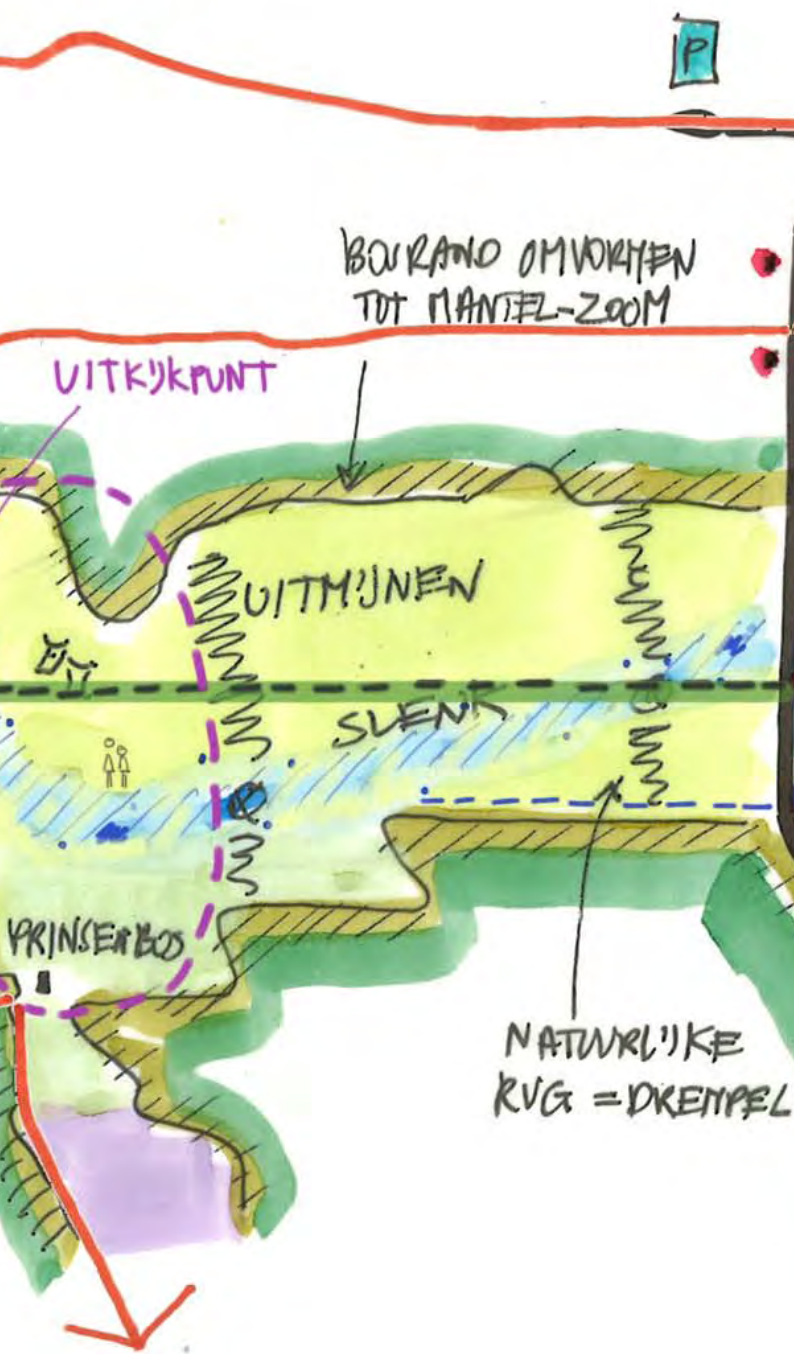 P
BOSRAND OMVORMEN
TOT MANTEL-ZOOM
UITKIJKPUNT
UITMIJNEN
SLENK
PRINSENBOS
NATUURLIJKE
RUG = DREMPEL